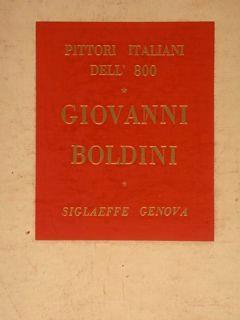 PITTORI ITALIANI
DELL' 800
*
GIOVANNI
BOLDINI
*
SIGLAEFFE GENOVA